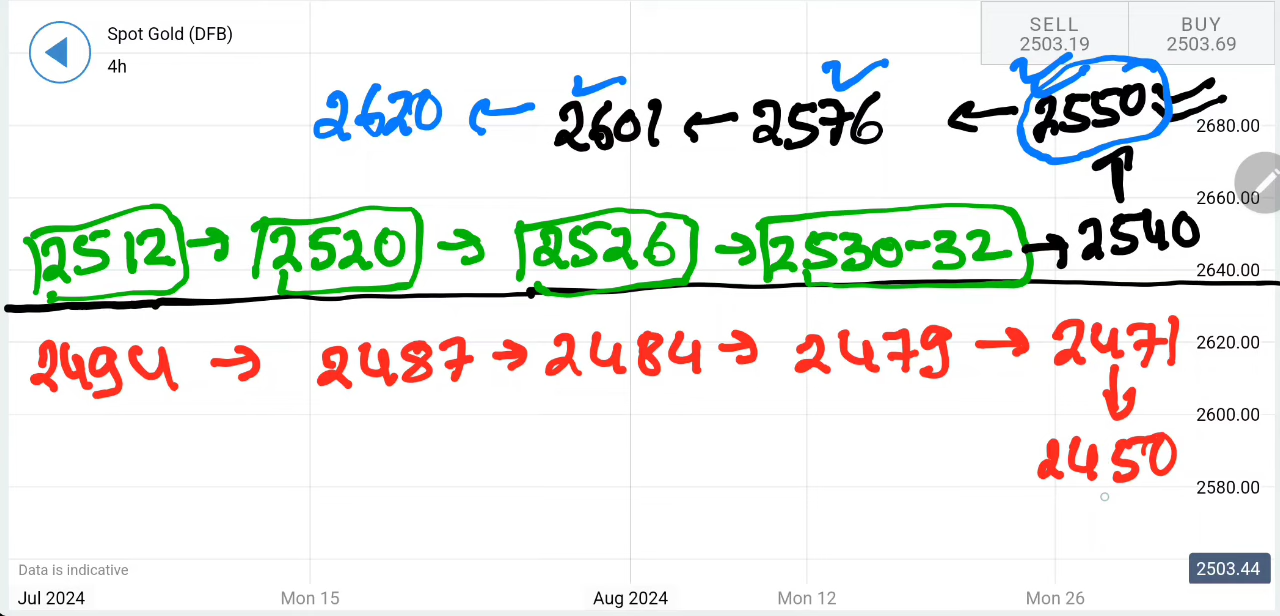 Spot Gold (DFB)
4h
SELL
2503.19
BUY
2503.69
2620 ← 2601 ← 2576 ← 2550
2680.00
2660.00
2512 → 2520 → 2526 → 2530-32 → 2540
2640.00
2494 → 2487 → 2484 → 2479 → 2471
2620.00
2600.00
2450
2580.00
Data is indicative
2503.44
Jul 2024 Mon 15 Aug 2024 Mon 12 Mon 26